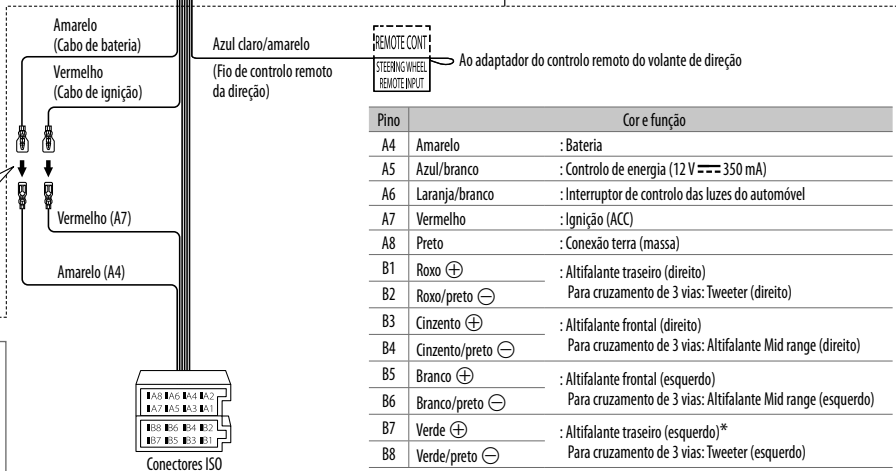 Amarelo
(Cabo de bateria)
Vermelho
(Cabo de ignição)
Azul claro/amarelo
(Fio de controlo remoto
da direção)
REMOTE CONT
STEERING WHEEL
REMOTE INPUT
Ao adaptador do controlo remoto do volante de direção
Vermelho (A7)
Amarelo (A4)
A8 A6 A4 A2
A7 A5 A3 A1
B8 B6 B4 B2
B7 B5 B3 B1
Conectores ISO
Pino Cor e função
A4 Amarelo : Bateria
A5 Azul/branco : Controlo de energia (12 V ⎓ 350 mA)
A6 Laranja/branco : Interruptor de controlo das luzes do automóvel
A7 Vermelho : Ignição (ACC)
A8 Preto : Conexão terra (massa)
B1 Roxo ⊕ : Altifalante traseiro (direito)
B2 Roxo/preto ⊖ Para cruzamento de 3 vias: Tweeter (direito)
B3 Cinzento ⊕ : Altifalante frontal (direito)
B4 Cinzento/preto ⊖ Para cruzamento de 3 vias: Altifalante Mid range (direito)
B5 Branco ⊕ : Altifalante frontal (esquerdo)
B6 Branco/preto ⊖ Para cruzamento de 3 vias: Altifalante Mid range (esquerdo)
B7 Verde ⊕ : Altifalante traseiro (esquerdo)*
B8 Verde/preto ⊖ Para cruzamento de 3 vias: Tweeter (esquerdo)